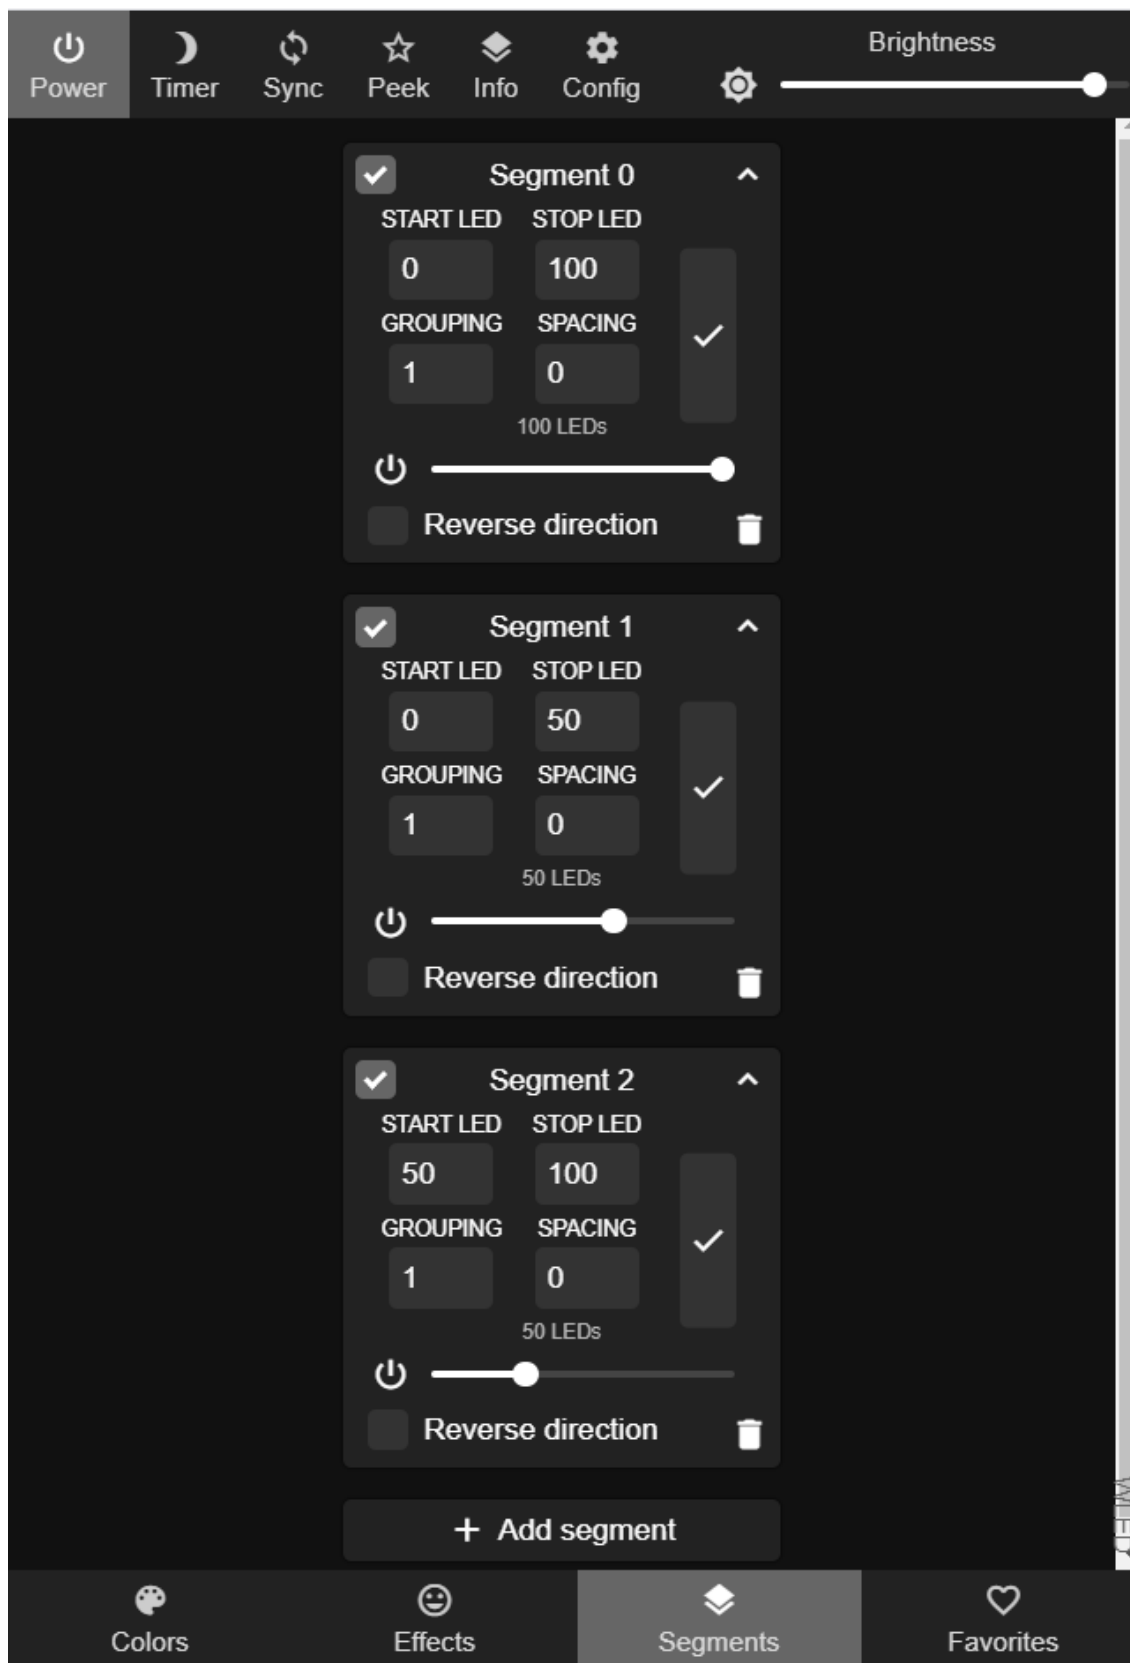 Brightness
Power Timer Sync Peek Info Config
Segment 0
START LED STOP LED
0 100
GROUPING SPACING
1 0
100 LEDs
Reverse direction
Segment 1
START LED STOP LED
0 50
GROUPING SPACING
1 0
50 LEDs
Reverse direction
Segment 2
START LED STOP LED
50 100
GROUPING SPACING
1 0
50 LEDs
Reverse direction
+ Add segment
Colors Effects Segments Favorites